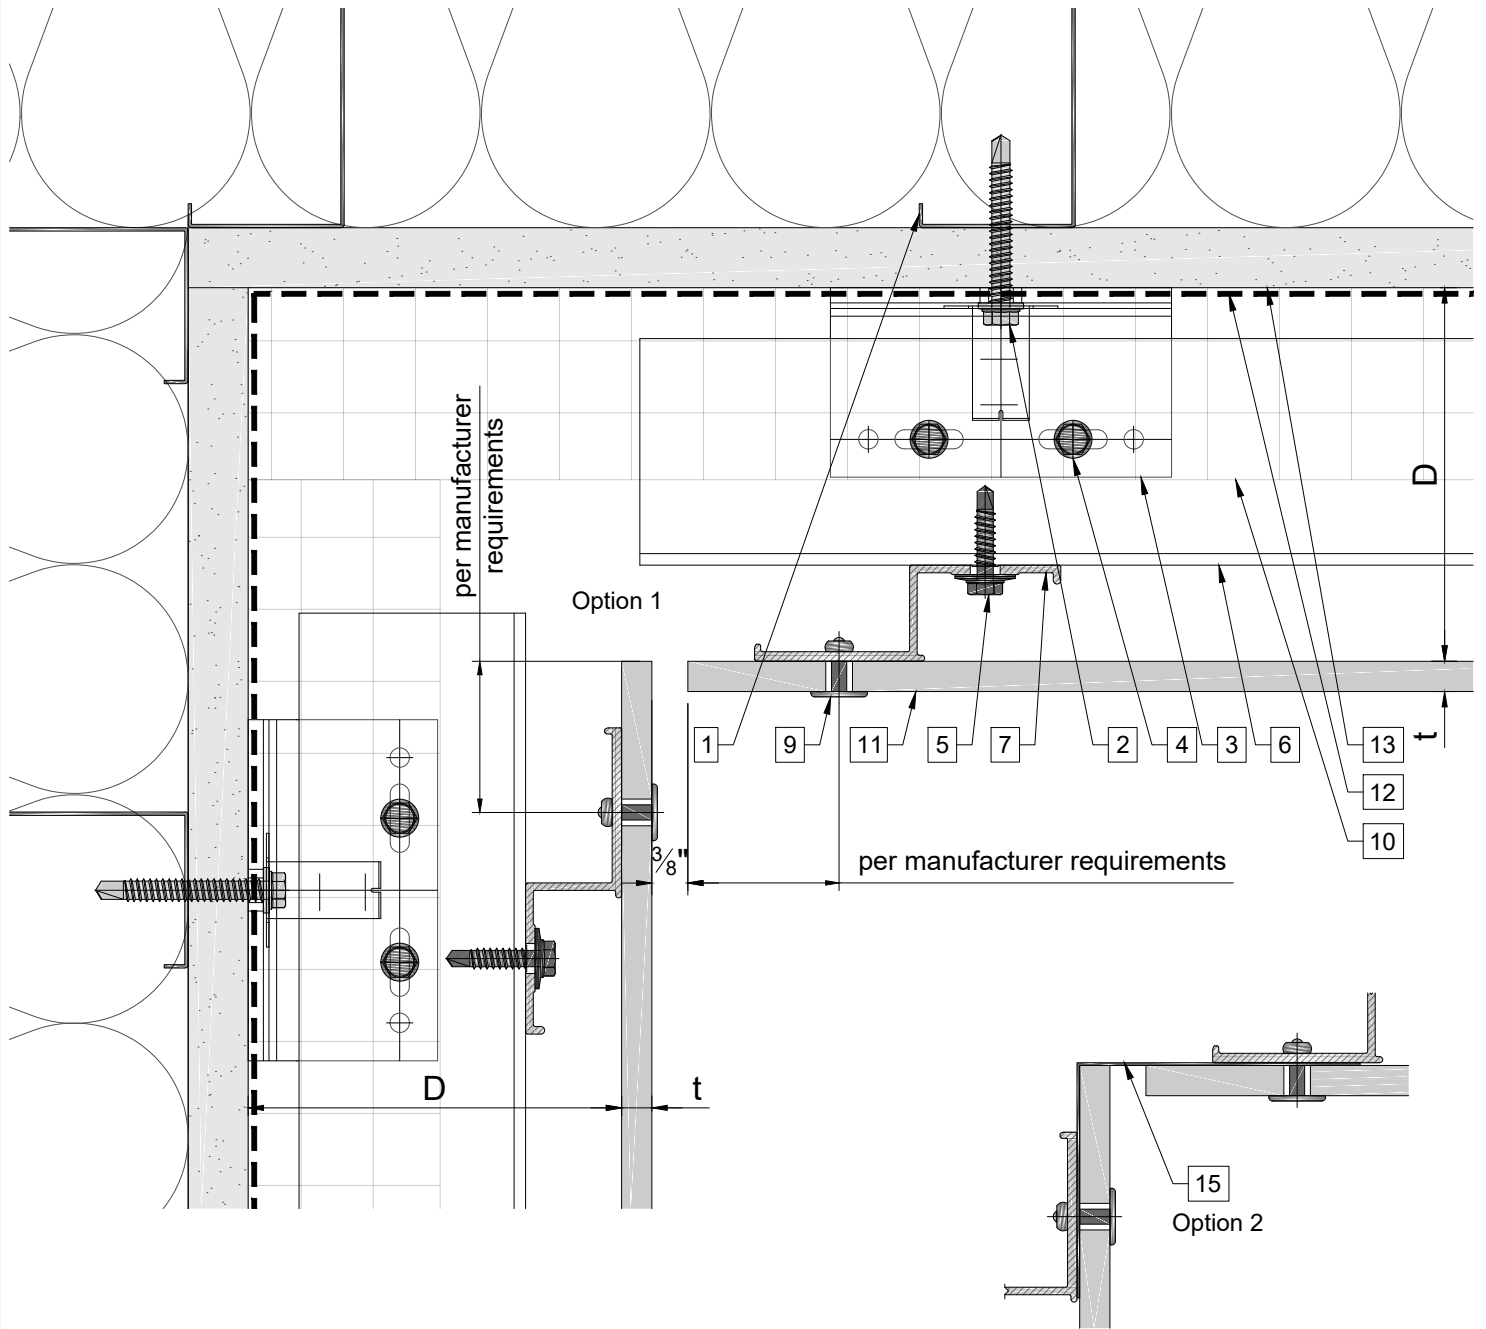 per manufacturer
requirements
Option 1
D
1
9
11
5
7
2
4
3
6
13
t
12
10
3/8"
per manufacturer requirements
D
t
15
Option 2